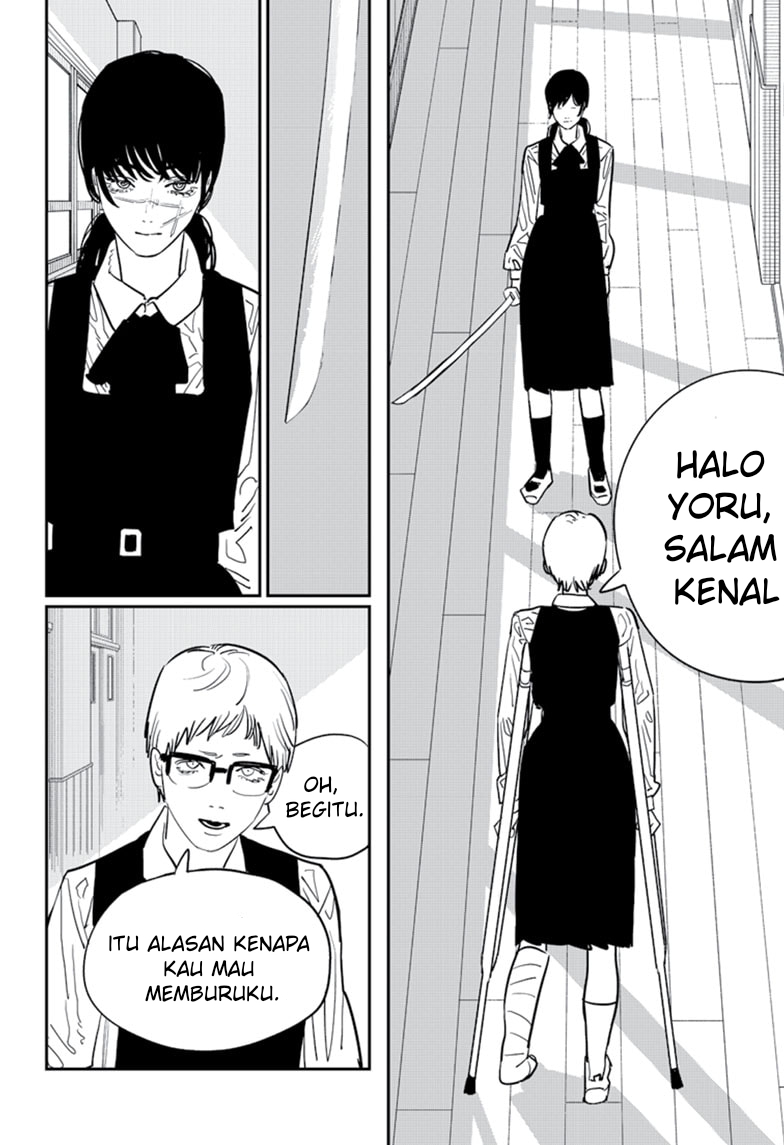 HALO
YORU,
SALAM
KENAL
OH,
BEGITU.
ITU ALASAN KENAPA
KAU MAU
MEMBURUKU.